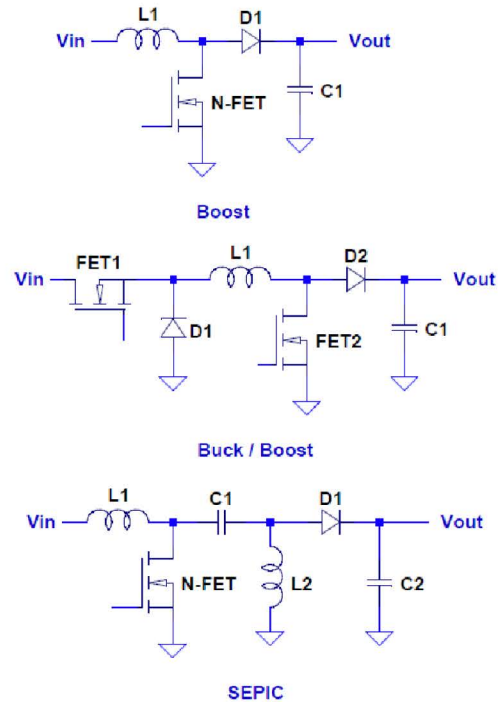 L1
D1
Vin
Vout
N-FET
C1
Boost
FET1
L1
D2
Vin
Vout
D1
FET2
C1
Buck / Boost
L1
C1
D1
Vin
Vout
N-FET
L2
C2
SEPIC